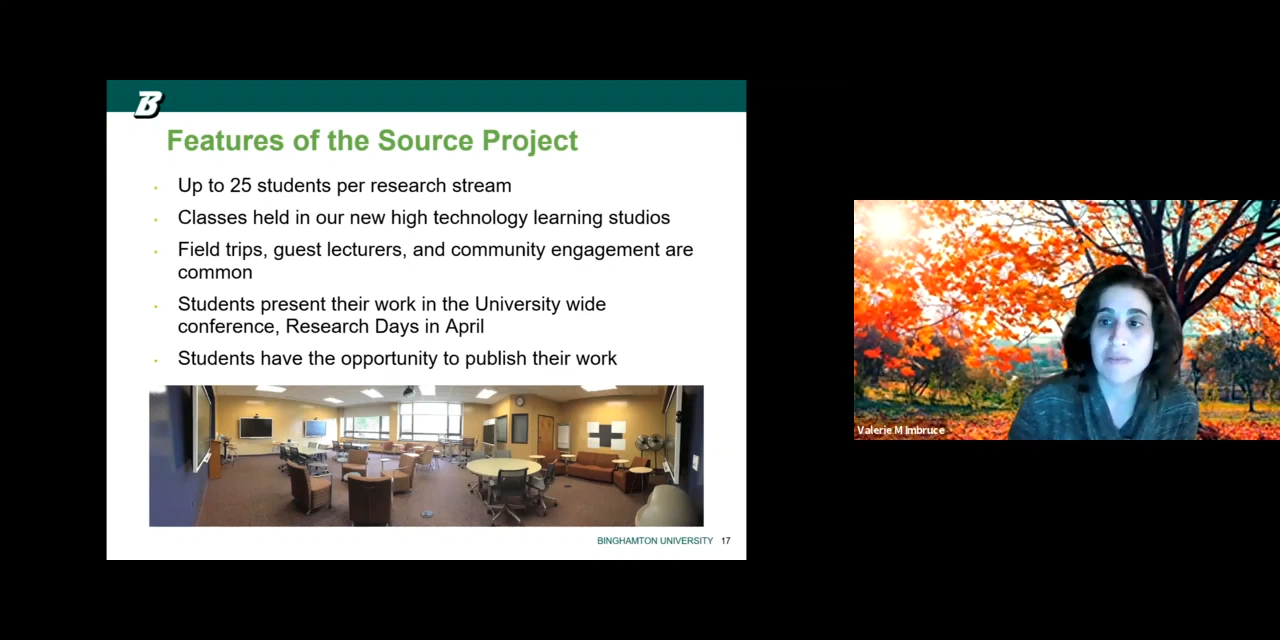 B
Features of the Source Project
Up to 25 students per research stream
Classes held in our new high technology learning studios
Field trips, guest lecturers, and community engagement are
common
Students present their work in the University wide
conference, Research Days in April
Students have the opportunity to publish their work
BINGHAMTON UNIVERSITY 17
Valerie M Imbruce